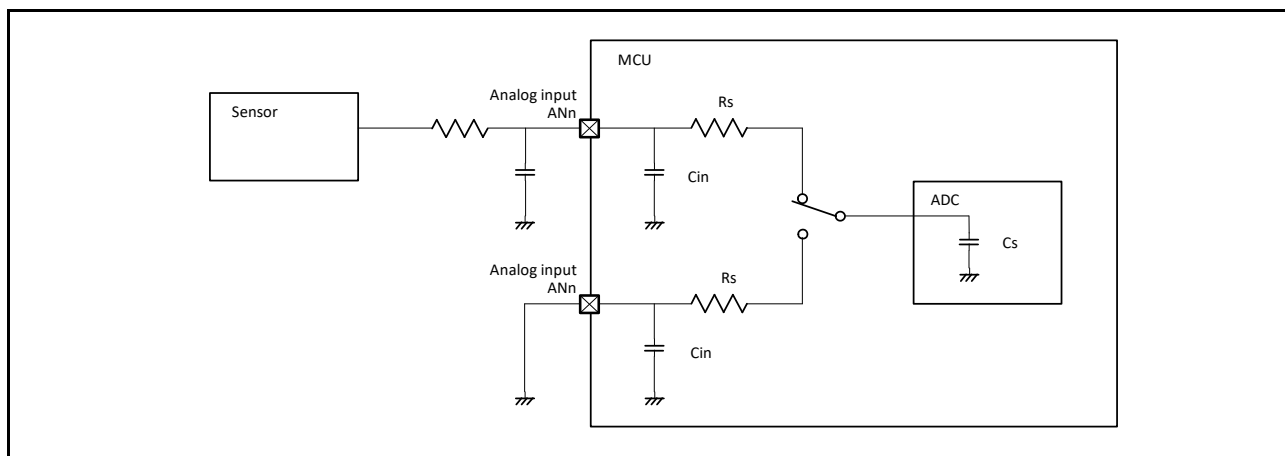 MCU
Sensor
Analog input
ANn
Rs
Cin
ADC
Cs
Analog input
ANn
Rs
Cin